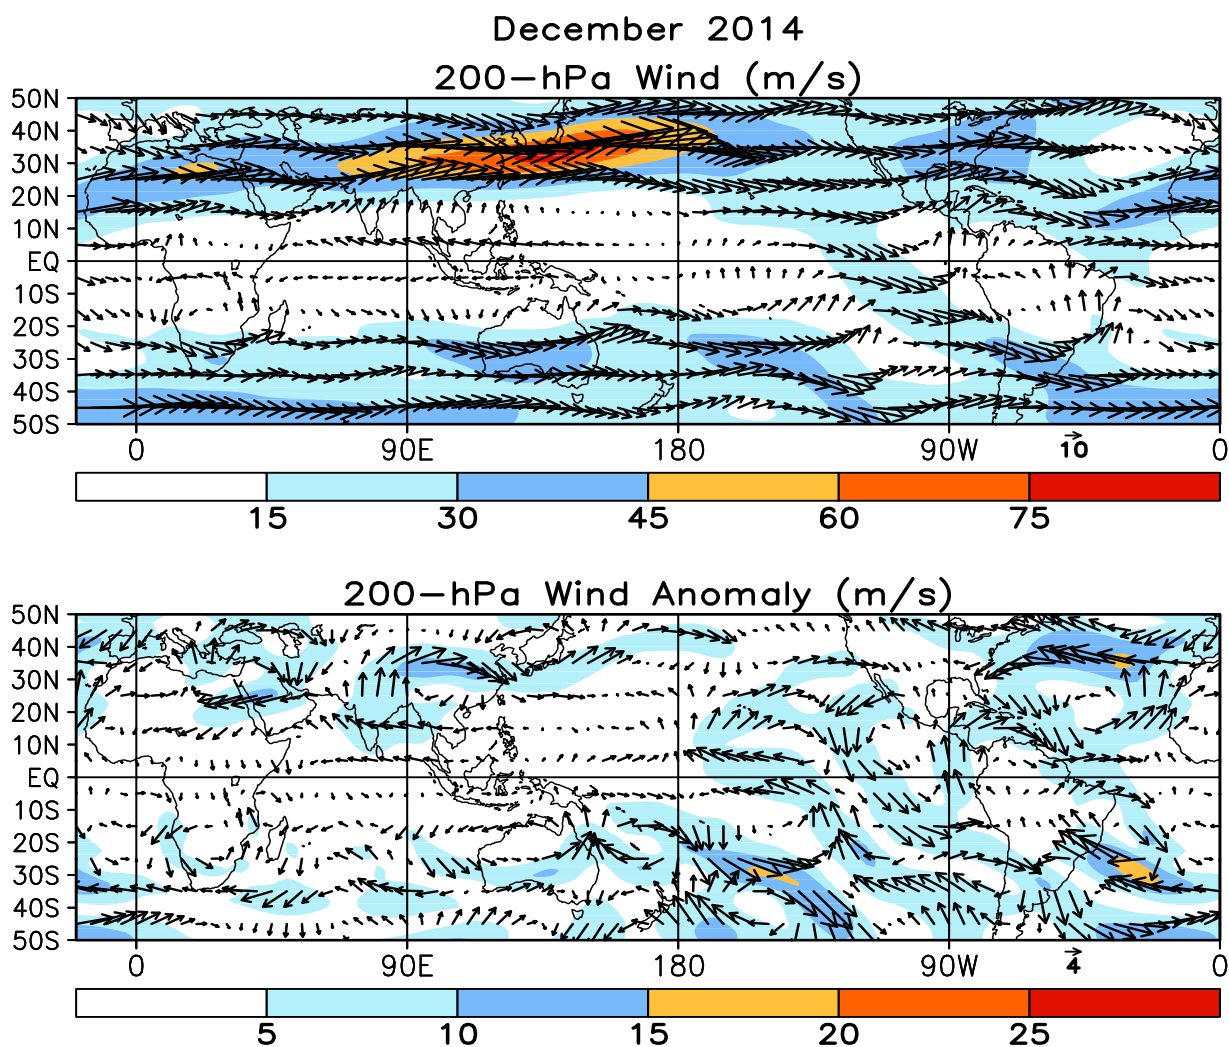 December 2014
200-hPa Wind (m/s)
50N
40N
30N
20N
10N
EQ
10S
20S
30S
40S
50S
0 90E 180 90W 10 0
15 30 45 60 75
200-hPa Wind Anomaly (m/s)
50N
40N
30N
20N
10N
EQ
10S
20S
30S
40S
50S
0 90E 180 90W 4 0
5 10 15 20 25